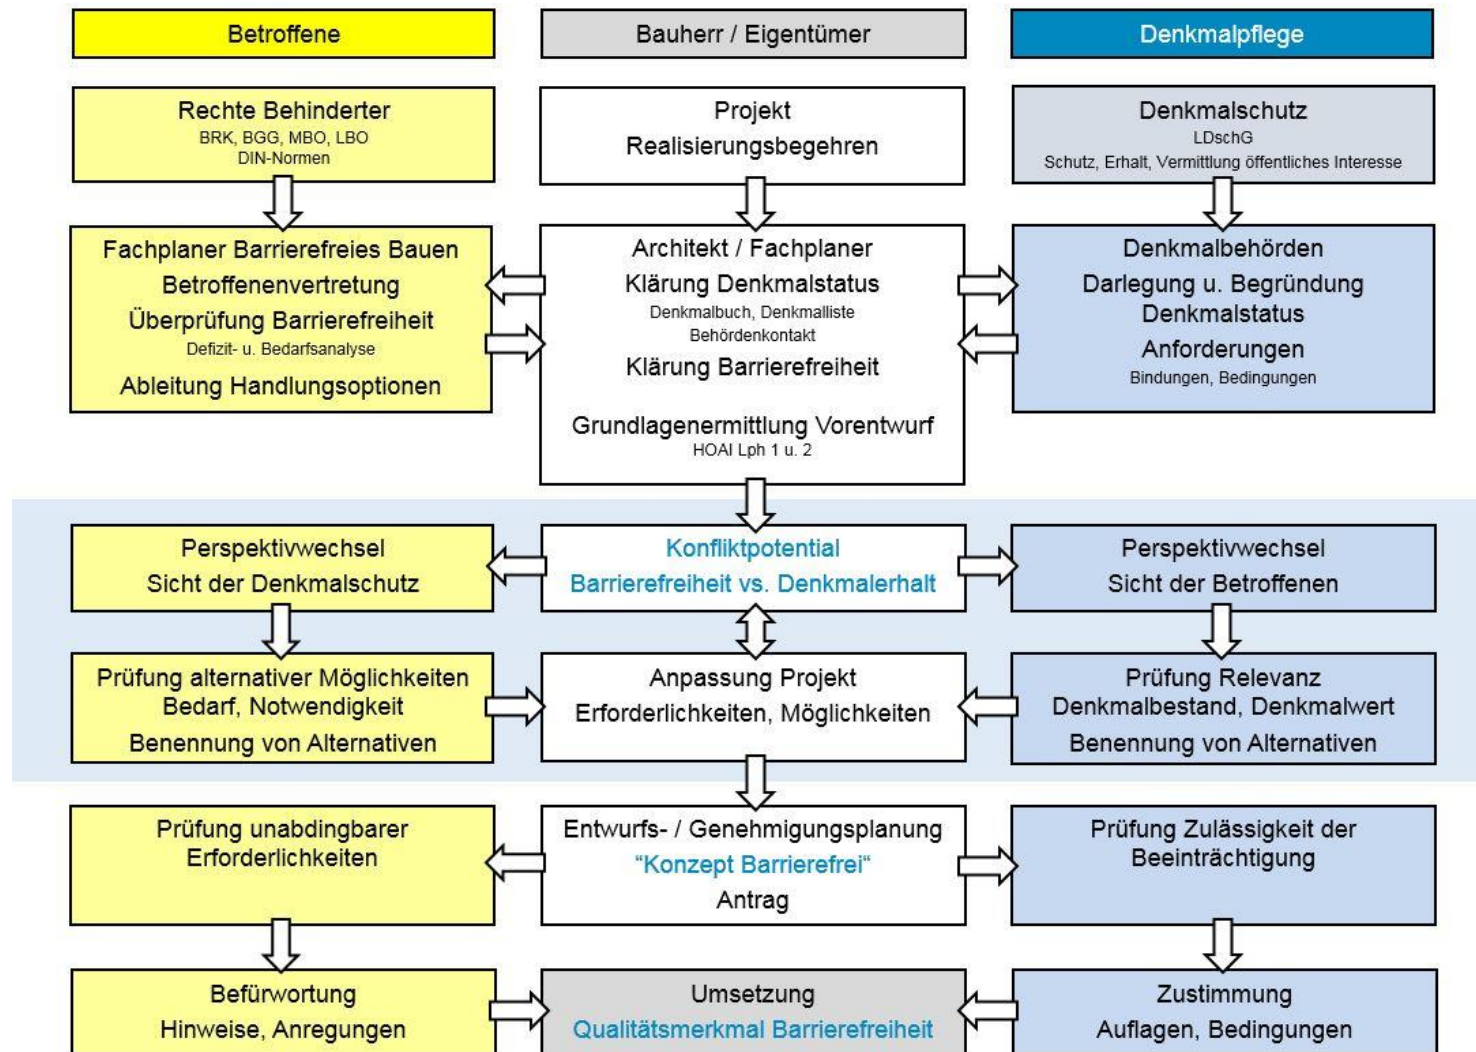 Betroffene
Bauherr / Eigentümer
Denkmalpflege
Rechte Behinderter
BRK, BGG, MBO, LBO
DIN-Normen
Projekt
Realisierungsbegehren
Denkmalschutz
LDschG
Schutz, Erhalt, Vermittlung öffentliches Interesse
Fachplaner Barrierefreies Bauen
Betroffenenvertretung
Überprüfung Barrierefreiheit
Defizit- u. Bedarfsanalyse
Ableitung Handlungsoptionen
Architekt / Fachplaner
Klärung Denkmalstatus
Denkmalbuch, Denkmalliste
Behördenkontakt
Klärung Barrierefreiheit
Grundlagenermittlung Vorentwurf
HOAI Lph 1 u. 2
Denkmalbehörden
Darlegung u. Begründung
Denkmalstatus
Anforderungen
Bindungen, Bedingungen
Perspektivwechsel
Sicht der Denkmalschutz
Konfliktpotential
Barrierefreiheit vs. Denkmalerhalt
Perspektivwechsel
Sicht der Betroffenen
Prüfung alternativer Möglichkeiten
Bedarf, Notwendigkeit
Benennung von Alternativen
Anpassung Projekt
Erforderlichkeiten, Möglichkeiten
Prüfung Relevanz
Denkmalbestand, Denkmalwert
Benennung von Alternativen
Prüfung unabdingbarer
Erforderlichkeiten
Entwurfs- / Genehmigungsplanung
“Konzept Barrierefrei“
Antrag
Prüfung Zulässigkeit der
Beeinträchtigung
Befürwortung
Hinweise, Anregungen
Umsetzung
Qualitätsmerkmal Barrierefreiheit
Zustimmung
Auflagen, Bedingungen